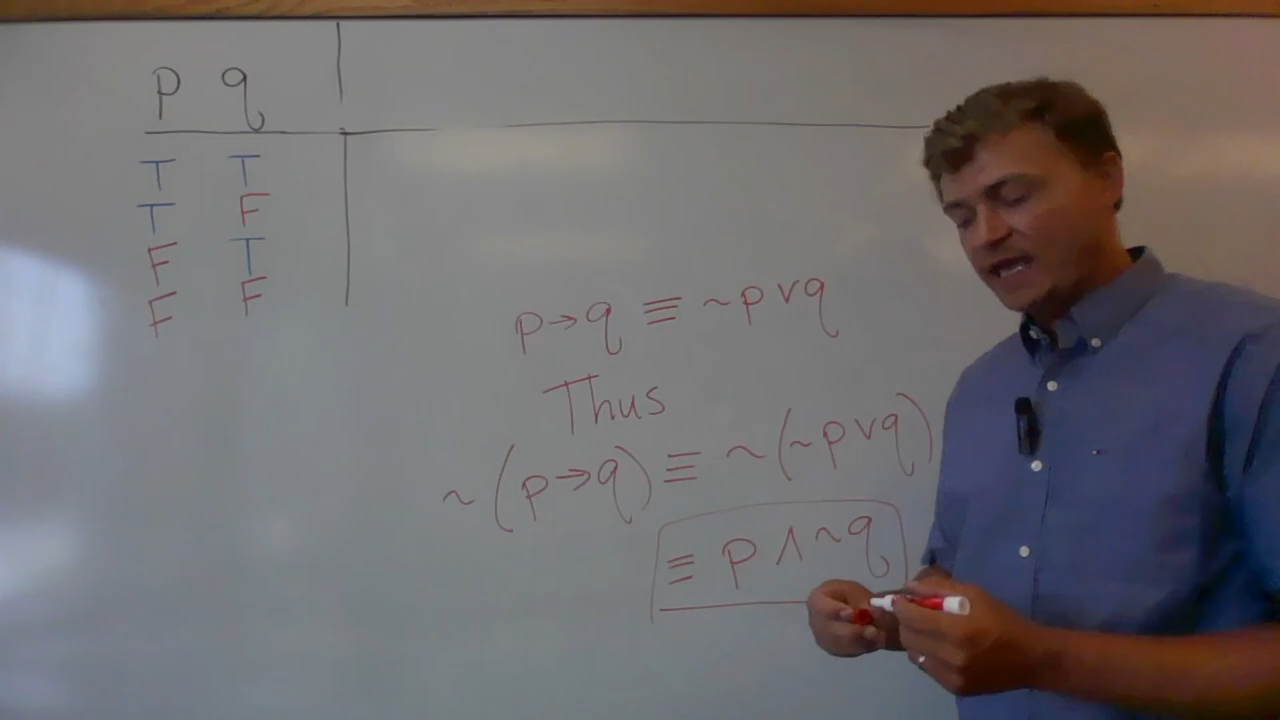 p q
T T
T F
F T
F F
p→q ≡ ~p∨q
Thus
~(p→q) ≡ ~(~p∨q)
≡ p∧~q